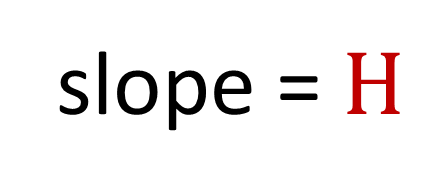 slope = H